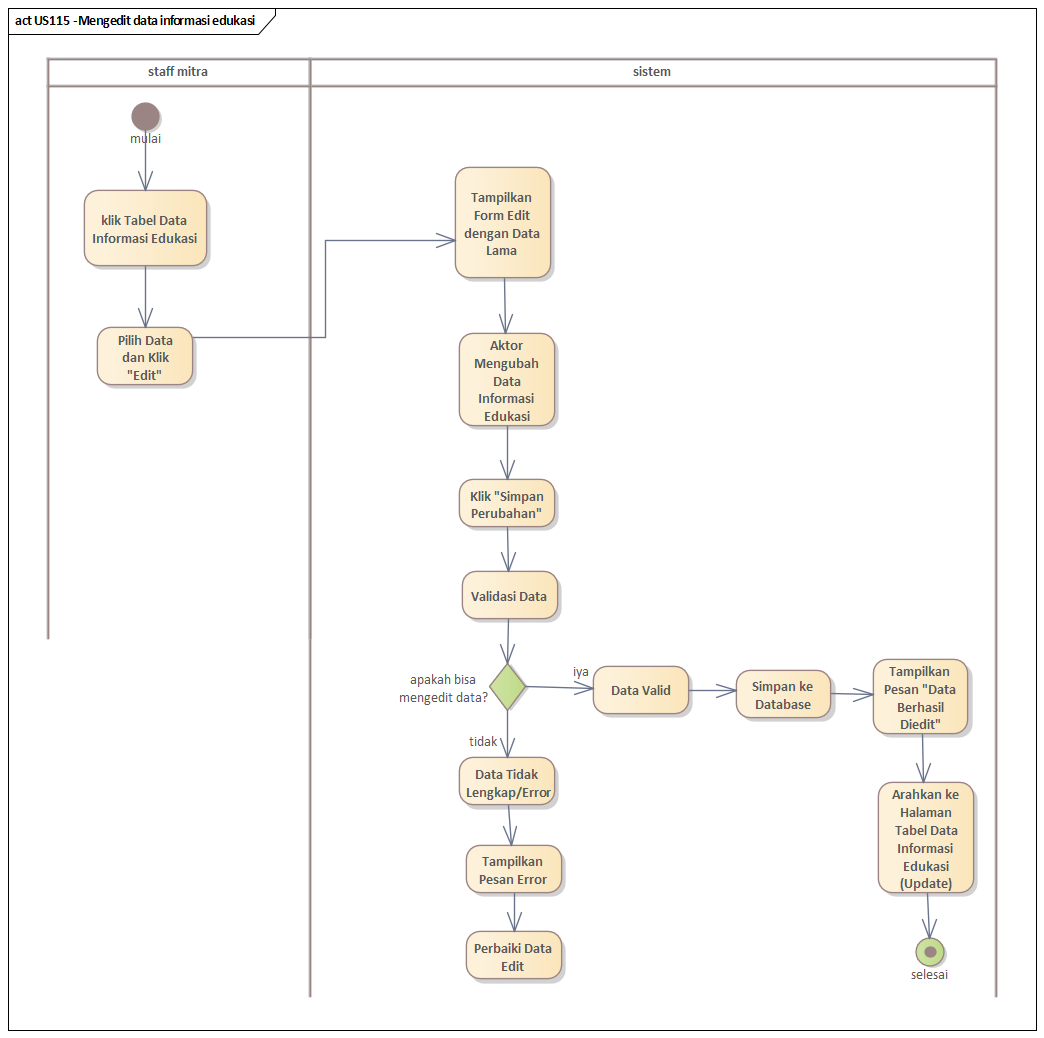 act US115 - Mengedit data informasi edukasi
staff mitra
sistem
mulai
klik Tabel Data
Informasi Edukasi
Pilih Data
dan Klik
"Edit"
Tampilkan
Form Edit
dengan Data
Lama
Aktor
Mengubah
Data
Informasi
Edukasi
Klik "Simpan
Perubahan"
Validasi Data
apakah bisa
mengedit data?
iya
Data Valid
Simpan ke
Database
Tampilkan
Pesan "Data
Berhasil
Diedit"
Arahkan ke
Halaman
Tabel Data
Informasi
Edukasi
(Update)
selesai
tidak
Data Tidak
Lengkap/Error
Tampilkan
Pesan Error
Perbaiki Data
Edit